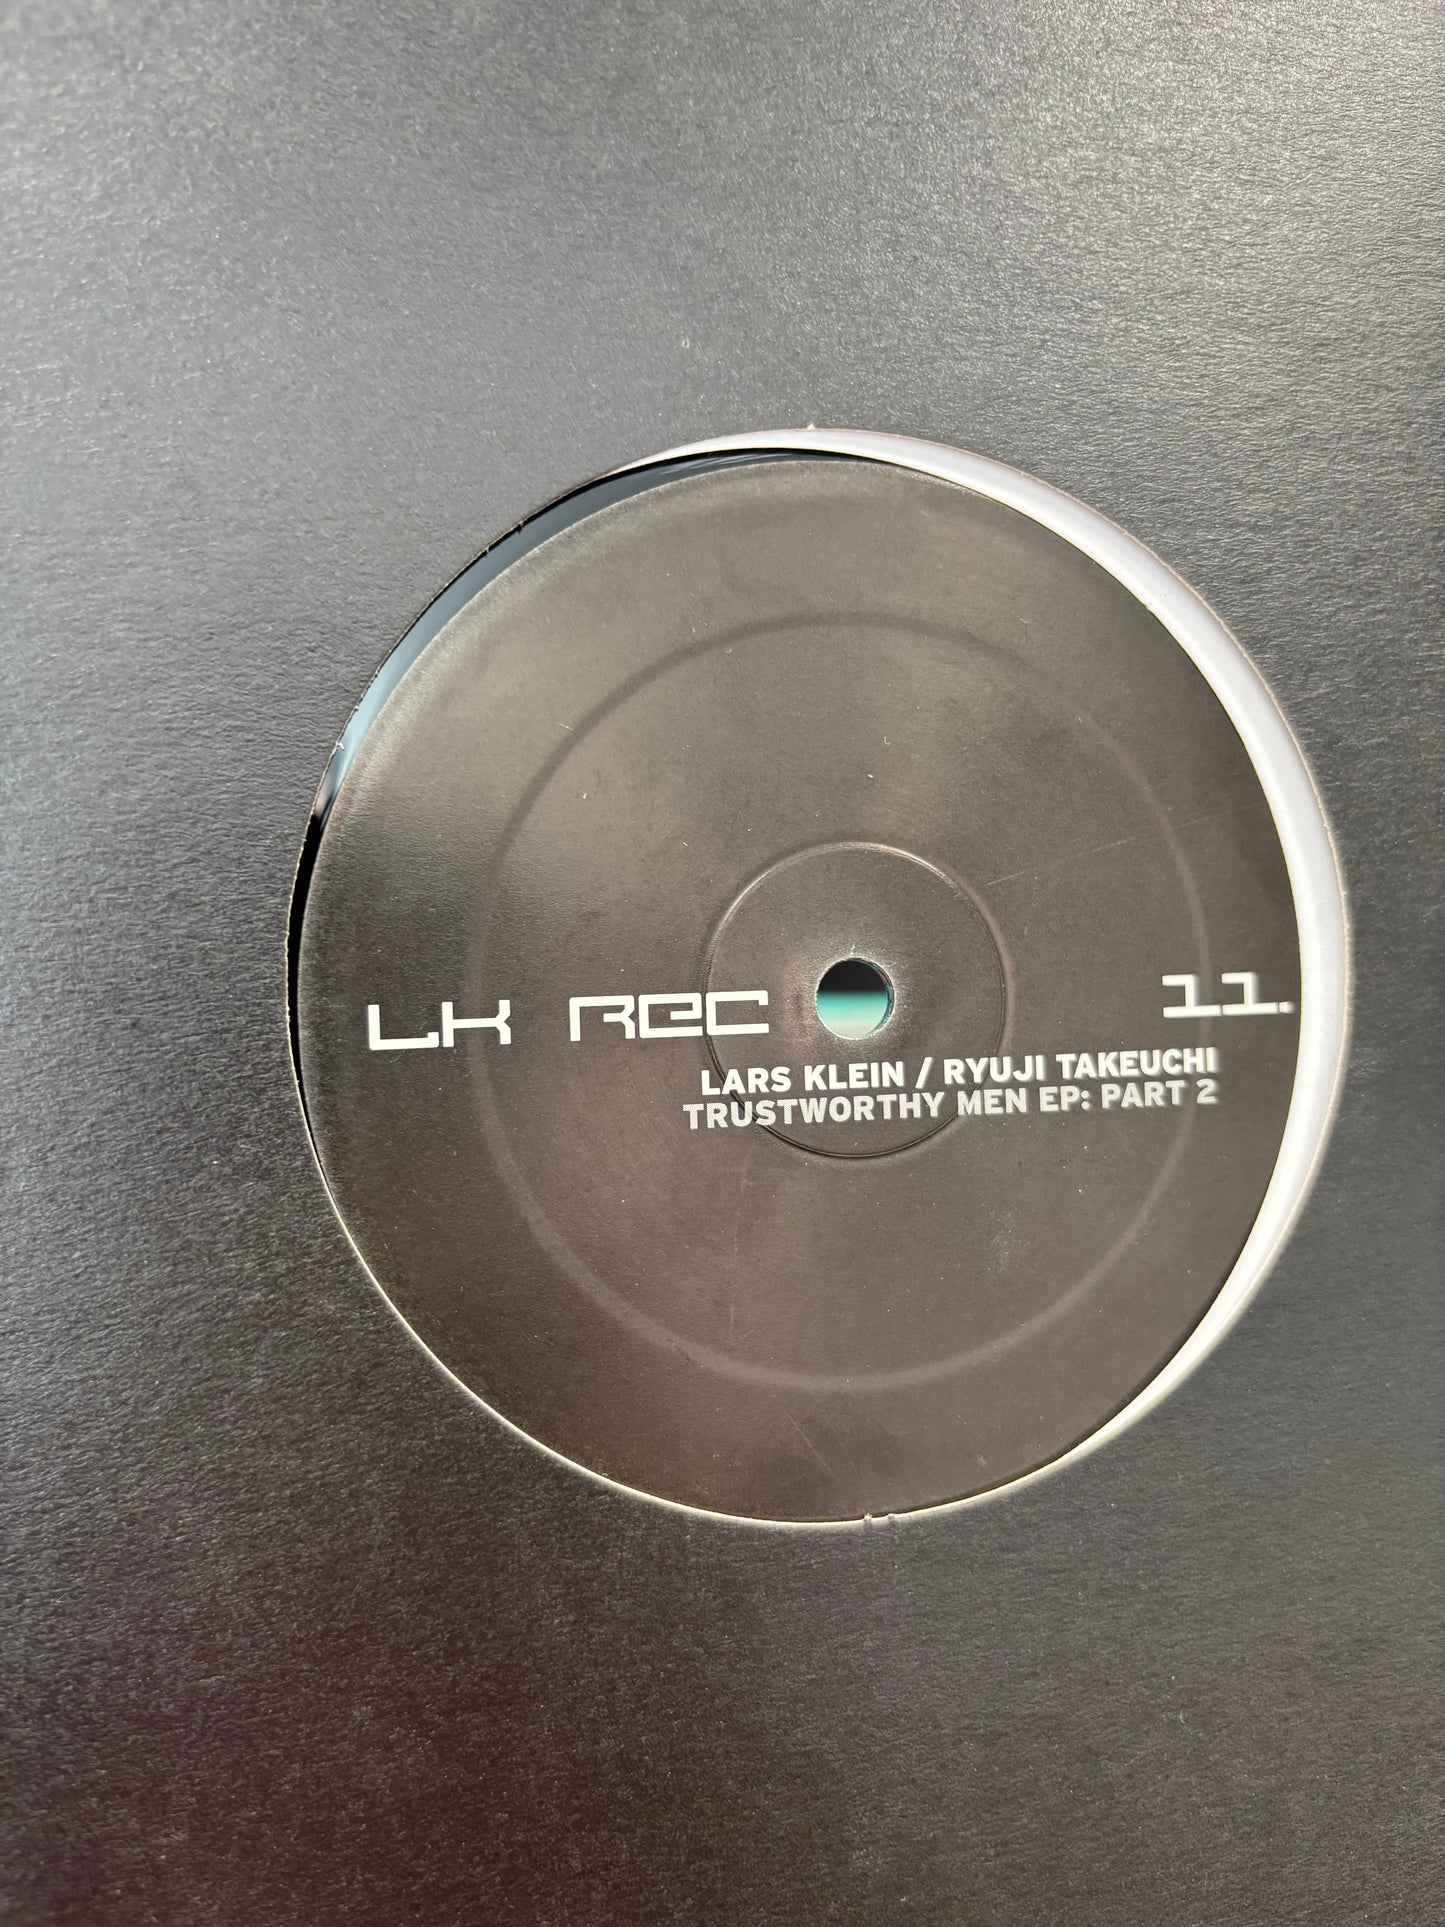 LK Rec 11.
LARS KLEIN / RYUJI TAKEUCHI
TRUSTWORTHY MEN EP: PART 2